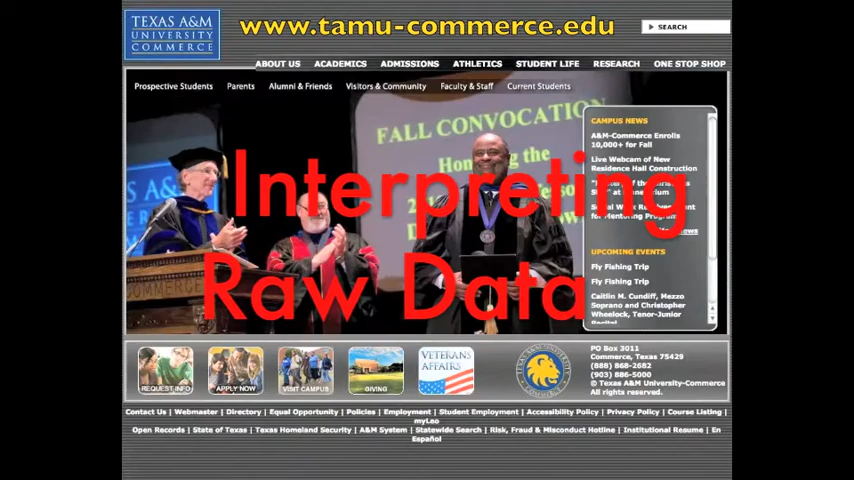 TEXAS A&M
UNIVERSITY
COMMERCE
www.tamu-commerce.edu
SEARCH
ABOUT US ACADEMICS ADMISSIONS ATHLETICS STUDENT LIFE RESEARCH ONE STOP SHOP
Prospective Students Parents Alumni & Friends Visitors & Community Faculty & Staff Current Students
FALL CONVOCATION
Interpreting
Raw Data
COMMERCE
CAMPUS NEWS
A&M-Commerce Enrolls
10,000+ for Fall
Live Webcam of New
Residence Hall Construction
for Mentoring
UPCOMING EVENTS
Fly Fishing Trip
Fly Fishing Trip
Caitlin M. Cundiff, Mezzo
Soprano and Christopher
Wheelock, Tenor-Junior
Recital
REQUEST INFO
APPLY NOW
VISIT CAMPUS
GIVING
VETERANS
AFFAIRS
PO Box 3011
Commerce, Texas 75429
(888) 868-2682
(903) 886-5000
© Texas A&M University-Commerce
All rights reserved.
Contact Us | Webmaster | Directory | Equal Opportunity | Policies | Employment | Student Employment | Accessibility Policy | Privacy Policy | Course Listing |
myLeo
Open Records | State of Texas | Texas Homeland Security | A&M System | Statewide Search | Risk, Fraud & Misconduct Hotline | Institutional Resume | En
Español